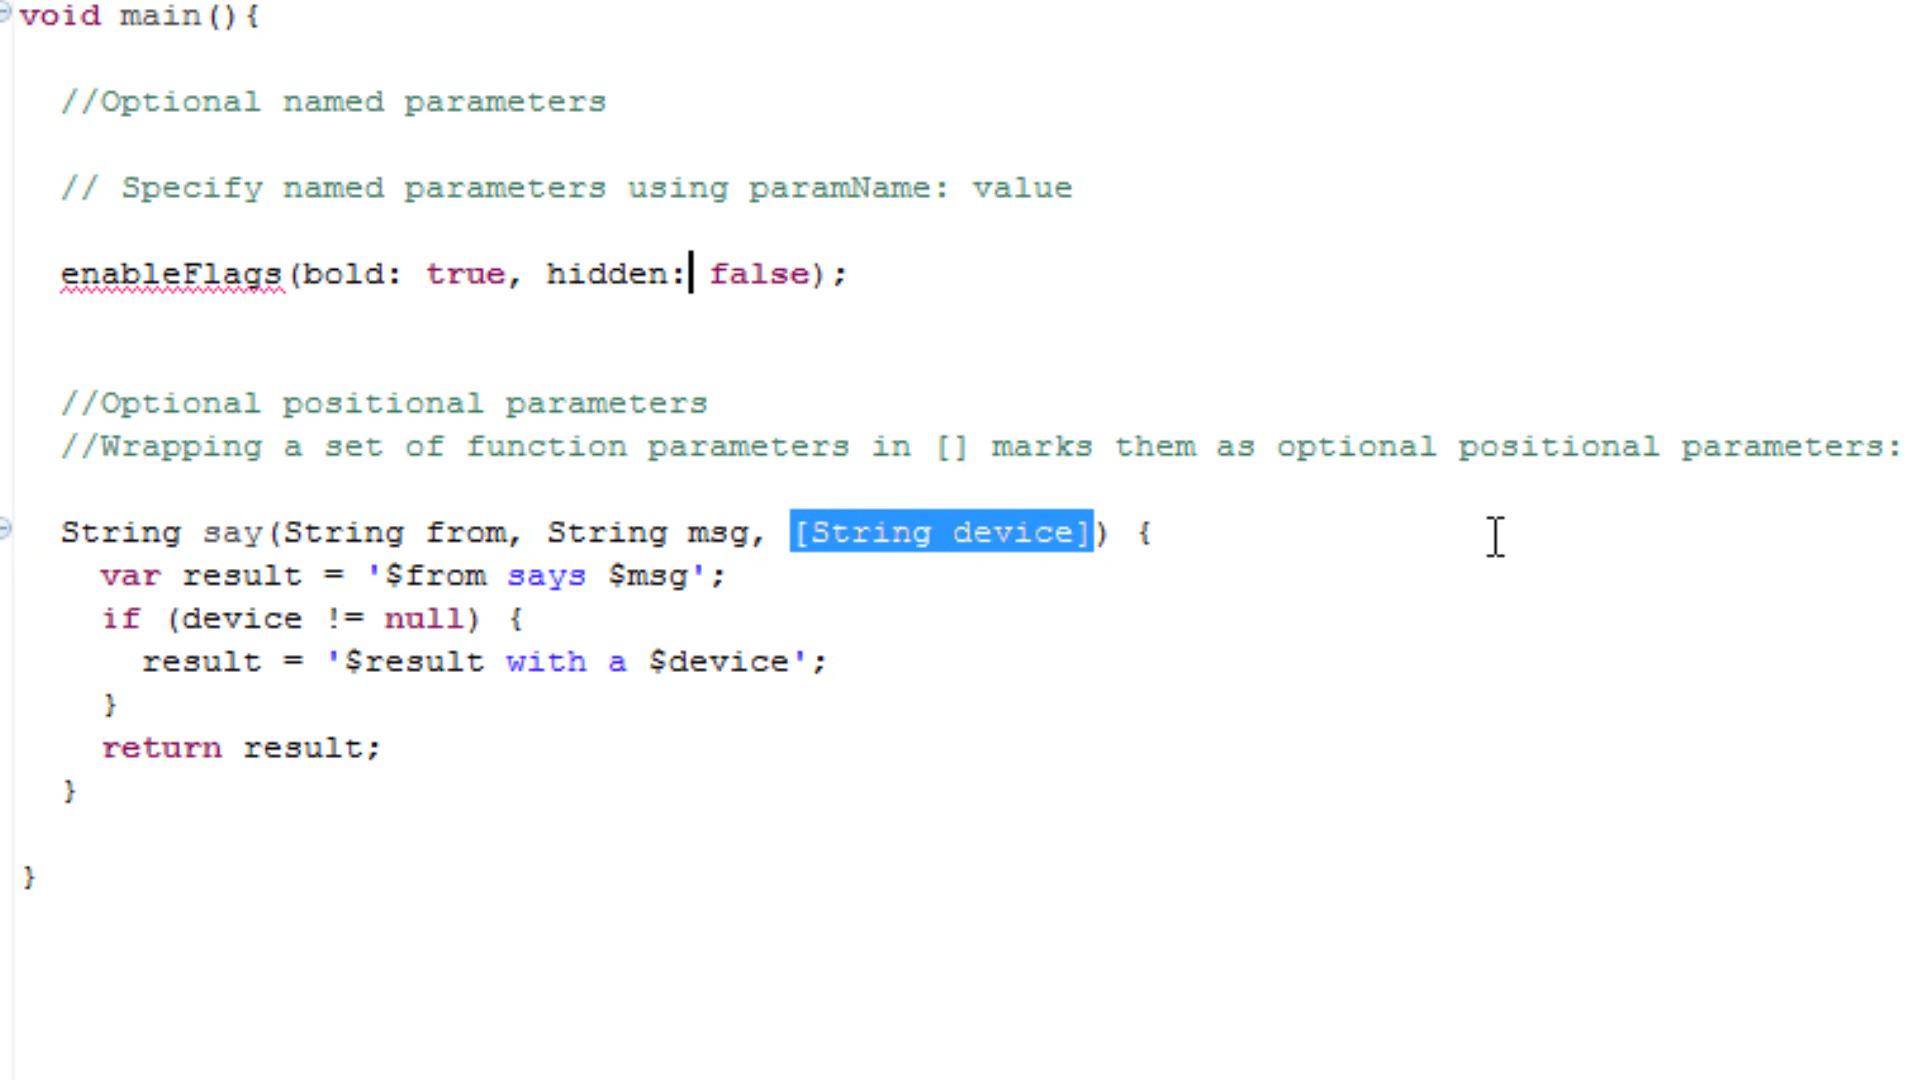 void main(){
//Optional named parameters
// Specify named parameters using paramName: value
enableFlags(bold: true, hidden: false);
//Optional positional parameters
//Wrapping a set of function parameters in [] marks them as optional positional parameters:
String say(String from, String msg, [String device]) {
var result = '$from says $msg';
if (device != null) {
result = '$result with a $device';
}
return result;
}
}